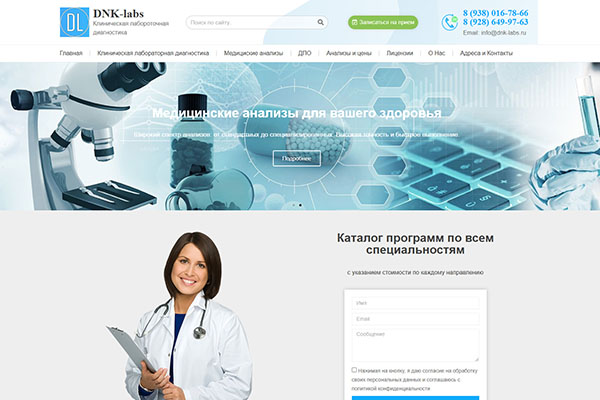 DL
DNK-labs
Клиническая лабороточная
диагностика
Поиск по сайту...
Записаться на прием
8 (938) 016-78-66
8 (928) 649-97-63
Email: info@dnk-labs.ru
Главная
Клиническая лабораторная диагностика
Медициские анализы
ДПО
Анализы и цены
Лицензии
О Нас
Адреса и Контакты
Медицинские анализы для вашего здоровья
Широкий спектр анализов: от стандартных до специализированных. Высокая точность и быстрое выполнение
Подробнее
Каталог программ по всем
специальностям
с указанием стоимости по каждому направлению
Имя
Email
Сообщение
Нажимая на кнопку, я даю согласие на обработку
своих персональных данных и соглашаюсь с
политикой конфиденциальности